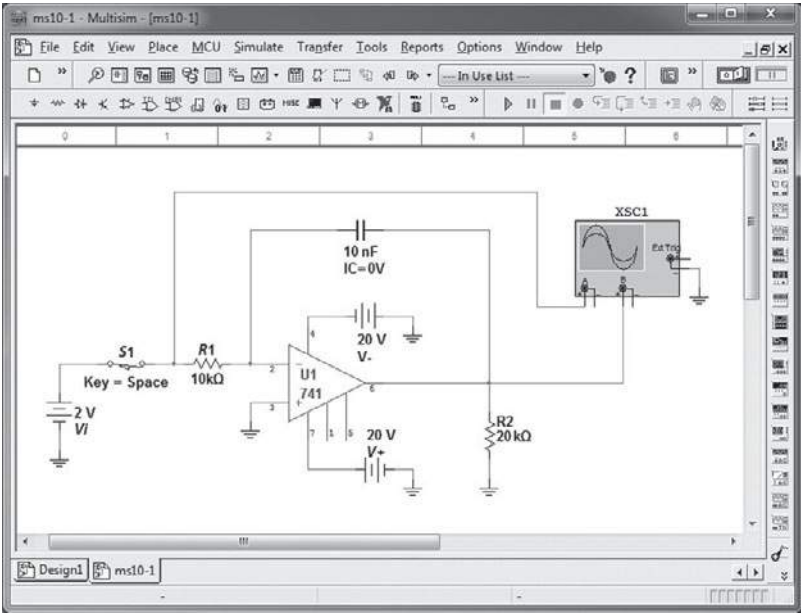 ms10-1 - Multisim - [ms10-1]
File Edit View Place MCU Simulate Transfer Tools Reports Options Window Help
--- In Use List ---
MISC
0 1 2 3 4 5 6
XSC1
Ext Trig
A B
10 nF
IC=0V
4
20 V
V-
S1
Key = Space
R1
10kΩ
2
3
U1
741
6
7 1 5
20 V
V+
2 V
Vi
R2
20kΩ
Design1 ms10-1